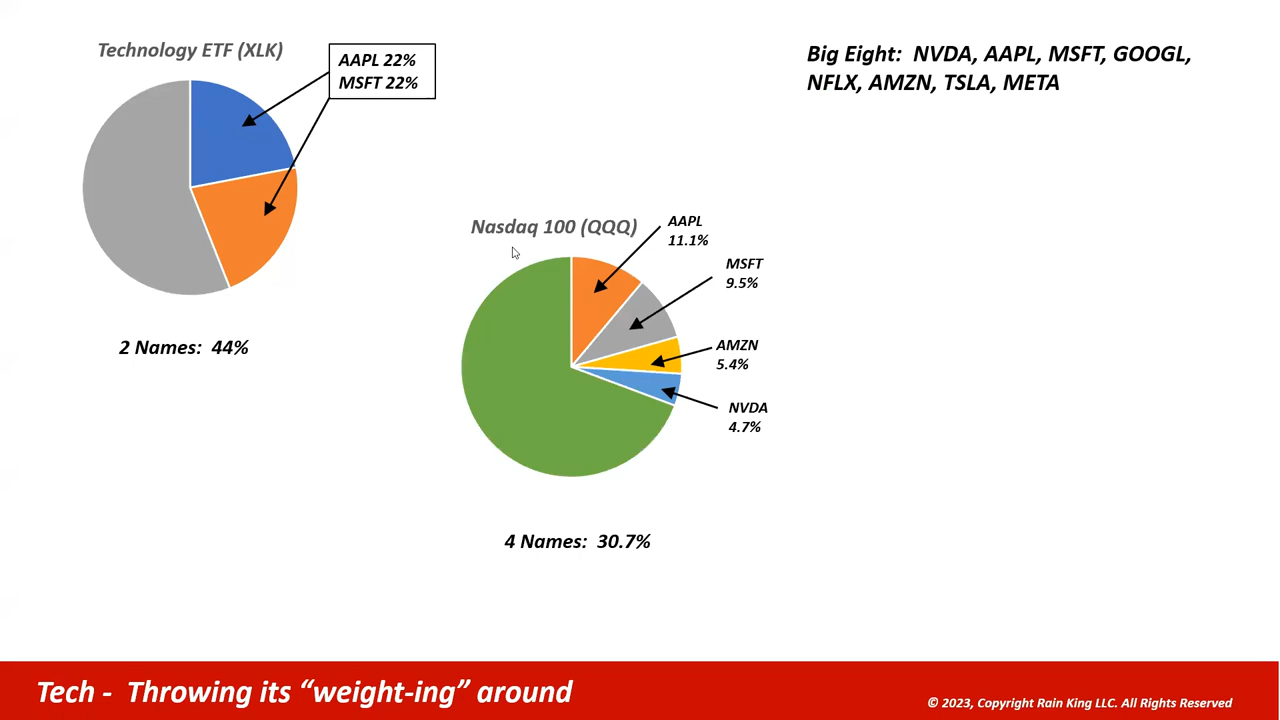 Technology ETF (XLK)
AAPL 22%
MSFT 22%
2 Names:  44%
Big Eight:  NVDA, AAPL, MSFT, GOOGL,
NFLX, AMZN, TSLA, META
Nasdaq 100 (QQQ)
AAPL
11.1%
MSFT
9.5%
AMZN
5.4%
NVDA
4.7%
4 Names:  30.7%
Tech -  Throwing its “weight-ing” around
© 2023, Copyright Rain King LLC. All Rights Reserved